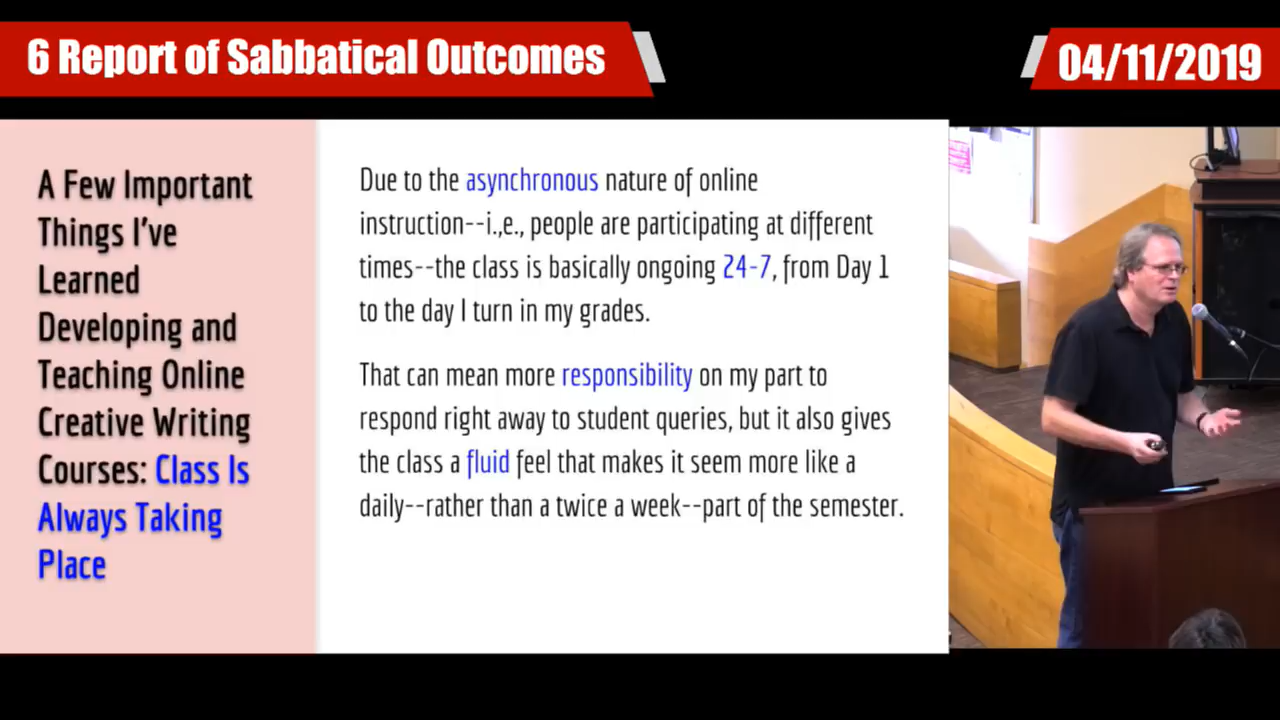 6 Report of Sabbatical Outcomes
04/11/2019
A Few Important
Things I've
Learned
Developing and
Teaching Online
Creative Writing
Courses: Class Is
Always Taking
Place
Due to the asynchronous nature of online
instruction--i.,e., people are participating at different
times--the class is basically ongoing 24-7, from Day 1
to the day I turn in my grades.
That can mean more responsibility on my part to
respond right away to student queries, but it also gives
the class a fluid feel that makes it seem more like a
daily--rather than a twice a week--part of the semester.